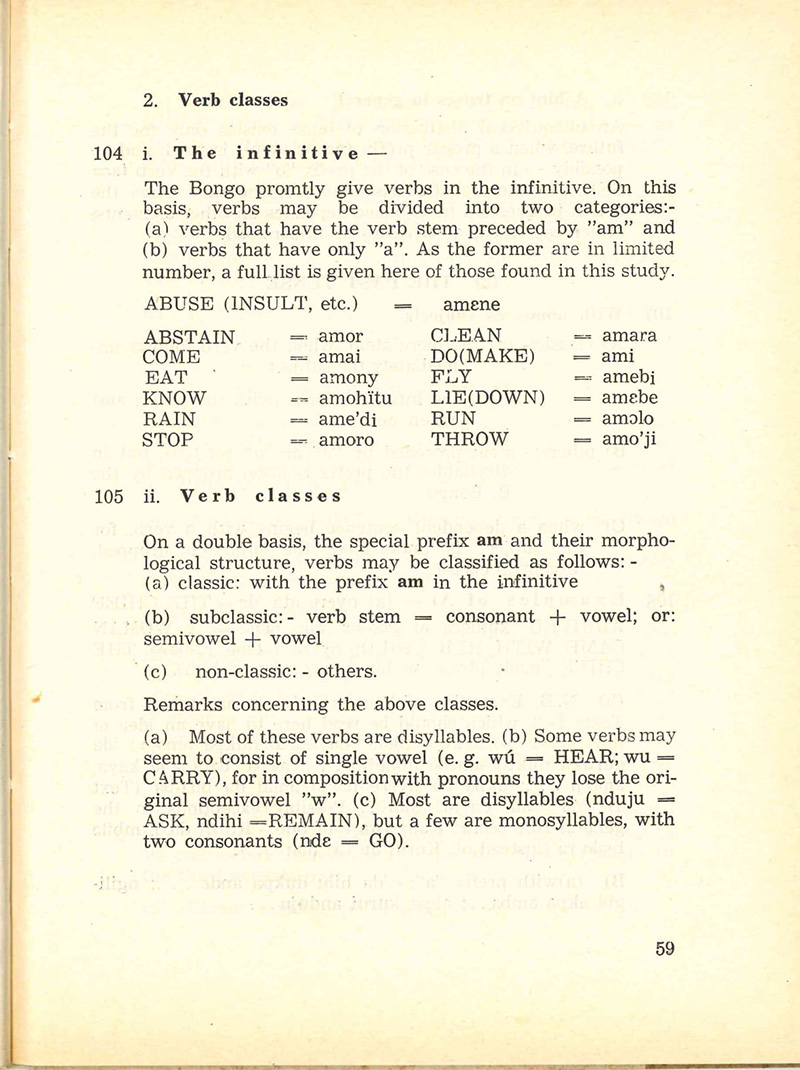 2. Verb classes
104 i. The infinitive —
The Bongo promtly give verbs in the infinitive. On this
basis, verbs may be divided into two categories:-
(a) verbs that have the verb stem preceded by ”am” and
(b) verbs that have only ”a”. As the former are in limited
number, a full list is given here of those found in this study.
ABUSE (INSULT, etc.) = amɛne
ABSTAIN = amor CLEAN = amara
COME = amai DO(MAKE) = ami
EAT = amony FLY = amebi
KNOW = amohïtu LIE(DOWN) = amɛbe
RAIN = ame'di RUN = amɔlo
STOP = amoro THROW = amo'ji
105 ii. Verb classes
On a double basis, the special prefix am and their morpho-
logical structure, verbs may be classified as follows: -
(a) classic: with the prefix am in the infinitive
(b) subclassic: - verb stem = consonant + vowel; or:
semivowel + vowel
(c) non-classic: - others.
Remarks concerning the above classes.
(a) Most of these verbs are disyllables. (b) Some verbs may
seem to consist of single vowel (e. g. wú = HEAR; wu =
CARRY), for in composition with pronouns they lose the ori-
ginal semivowel ”w”. (c) Most are disyllables (nduju =
ASK, ndihi =REMAIN), but a few are monosyllables, with
two consonants (ndɛ = GO).
59